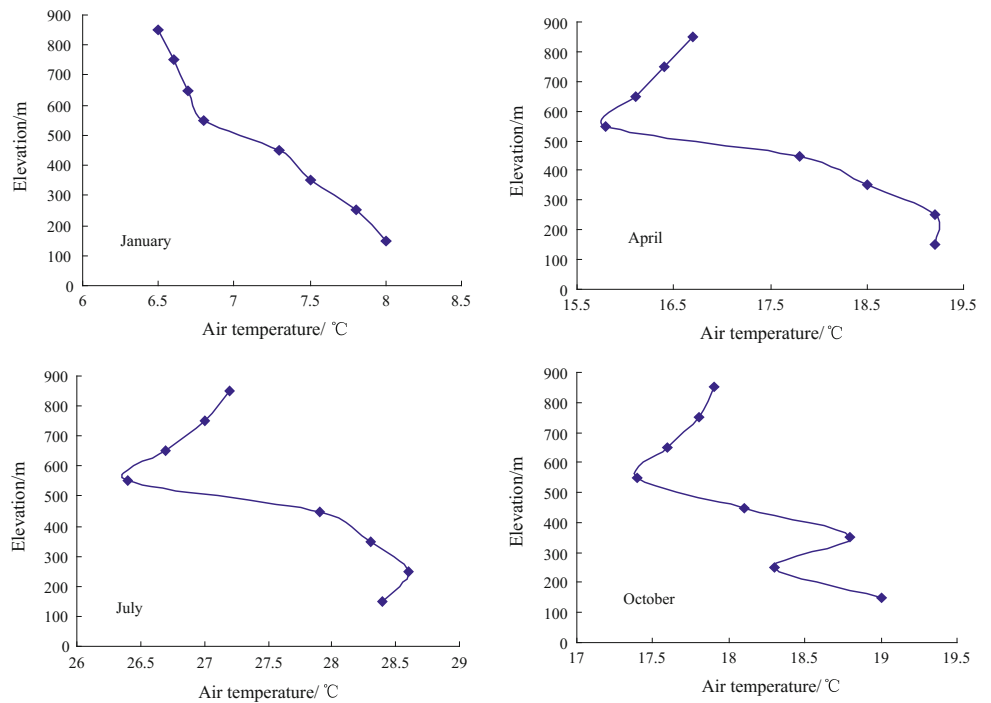 900
800
700
600
500
400
300
200
100
0
Elevation/m
January
6 6.5 7 7.5 8 8.5
Air temperature/ ℃
900
800
700
600
500
400
300
200
100
0
Elevation/m
April
15.5 16.5 17.5 18.5 19.5
Air temperature/ ℃
900
800
700
600
500
400
300
200
100
0
Elevation/m
July
26 26.5 27 27.5 28 28.5 29
Air temperature/ ℃
900
800
700
600
500
400
300
200
100
0
Elevation/m
October
17 17.5 18 18.5 19 19.5
Air temperature/ ℃